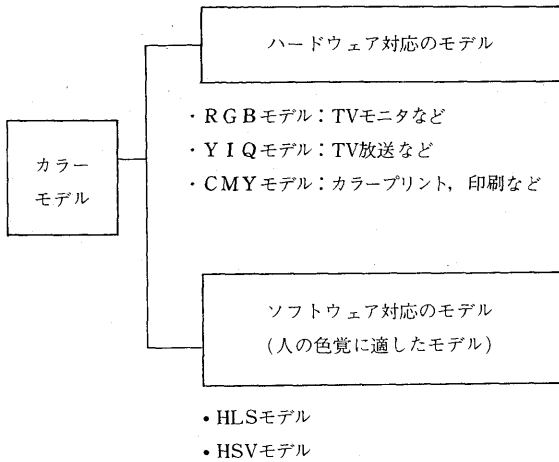 ハードウェア対応のモデル
・RGBモデル：TVモニタなど
・YIQモデル：TV放送など
・CMYモデル：カラープリント，印刷など
カラー
モデル
ソフトウェア対応のモデル
(人の色覚に適したモデル)
・HLSモデル
・HSVモデル